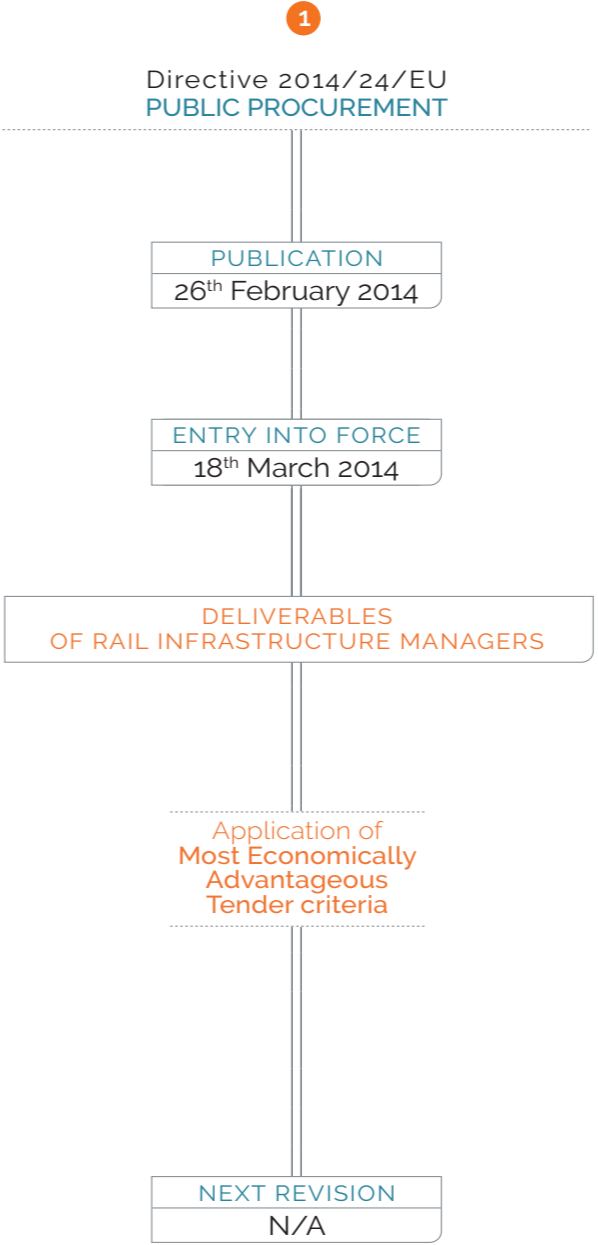 1
Directive 2014/24/EU
PUBLIC PROCUREMENT
PUBLICATION
26th February 2014
ENTRY INTO FORCE
18th March 2014
DELIVERABLES
OF RAIL INFRASTRUCTURE MANAGERS
Application of
Most Economically
Advantageous
Tender criteria
NEXT REVISION
N/A